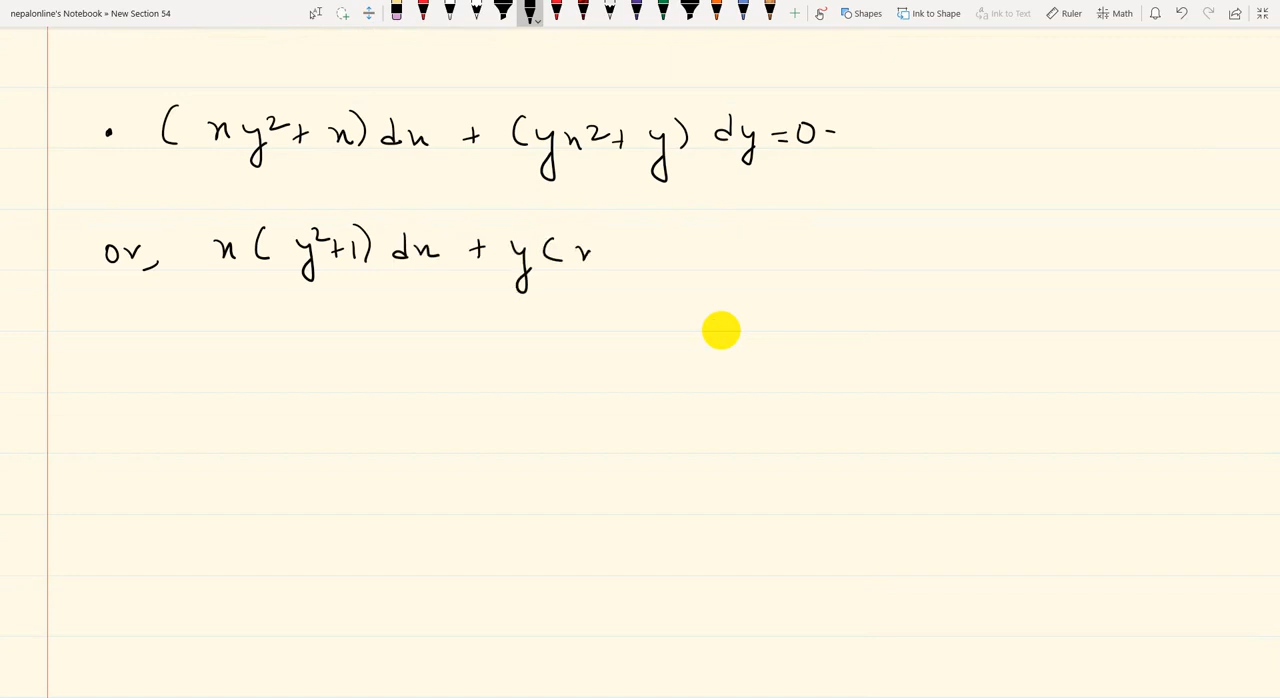 nepalonline's Notebook » New Section 54
Shapes Ink to Shape Ink to Text Ruler Math
• (xy²+x)dx + (yx²+y) dy=0-
or, x(y²+1)dx + y(x